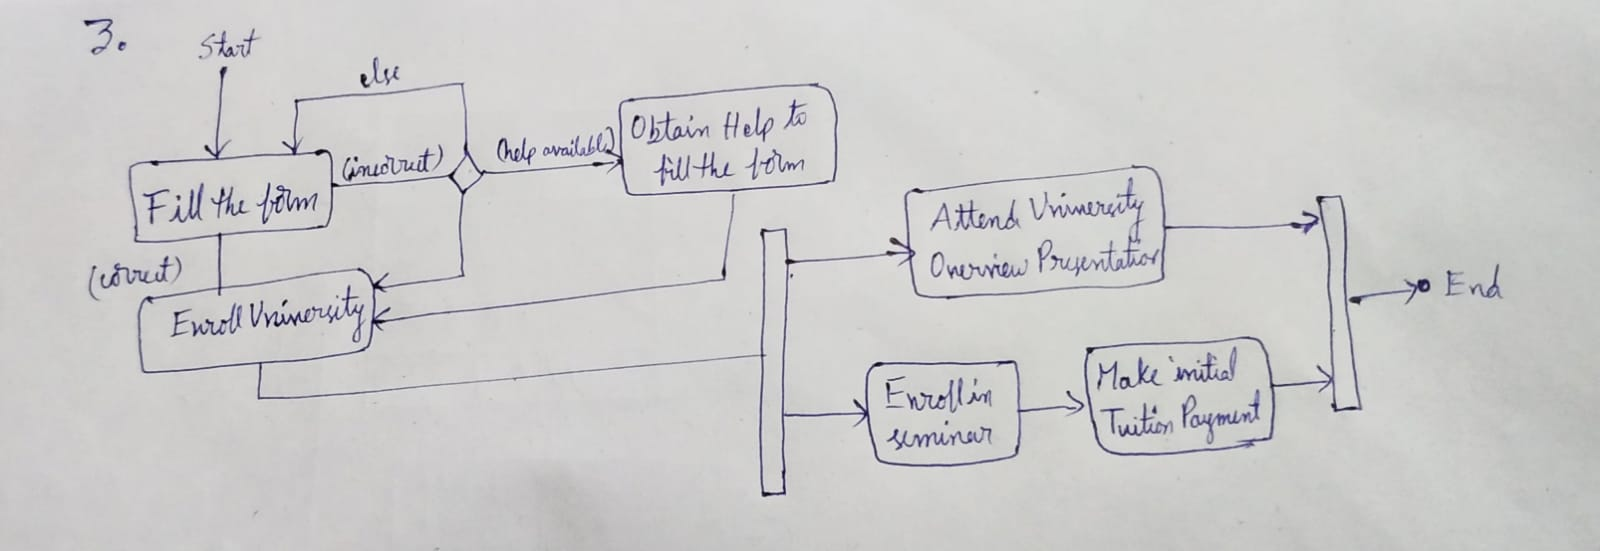 3.
Start
else
(incorrect)
(help available)
Obtain Help to
fill the form
Fill the form
(correct)
Enroll University
Attend University
Overview Presentation
End
Enroll in
seminar
Make initial
Tuition Payment